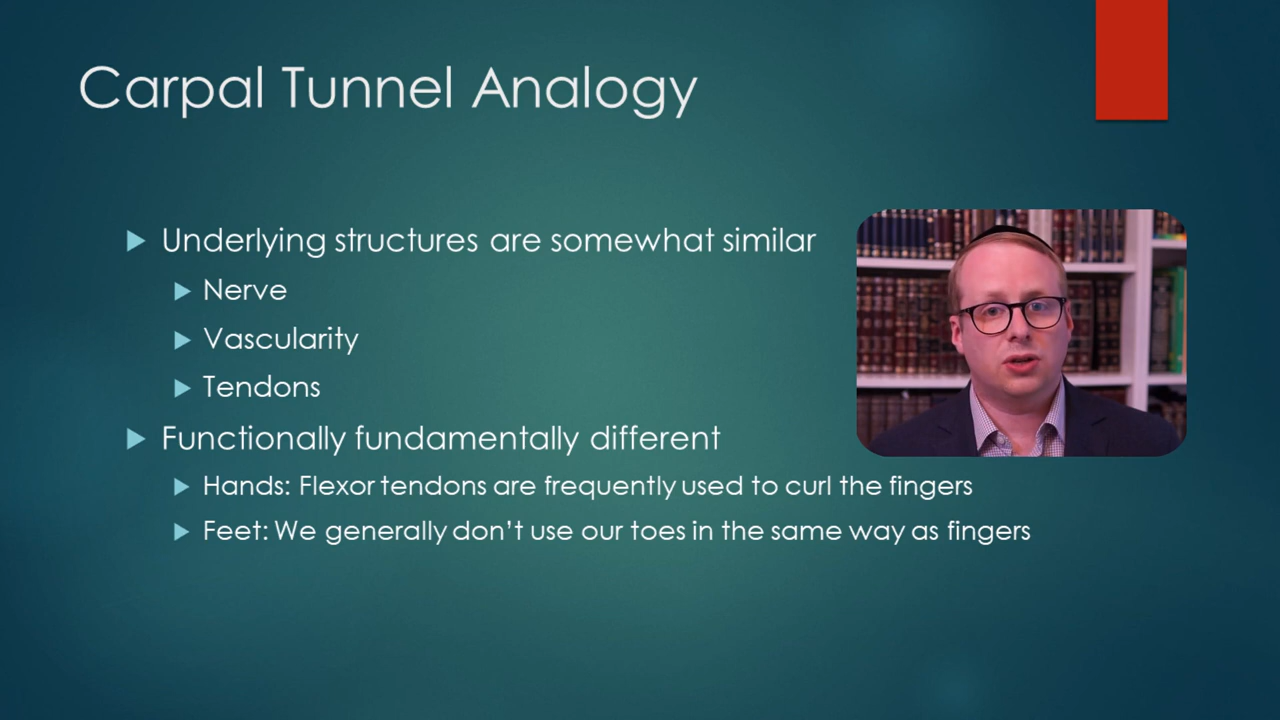 Carpal Tunnel Analogy
Underlying structures are somewhat similar
Nerve
Vascularity
Tendons
Functionally fundamentally different
Hands: Flexor tendons are frequently used to curl the fingers
Feet: We generally don’t use our toes in the same way as fingers